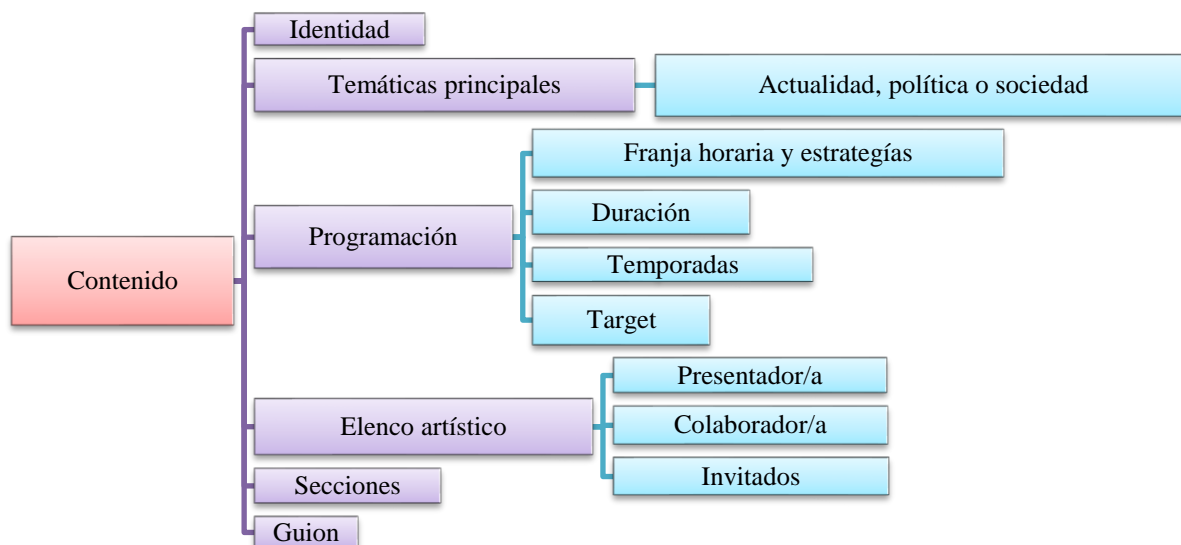 Identidad
Temáticas principales
Actualidad, política o sociedad
Franja horaria y estrategías
Duración
Programación
Temporadas
Contenido
Target
Presentador/a
Elenco artístico
Colaborador/a
Invitados
Secciones
Guion